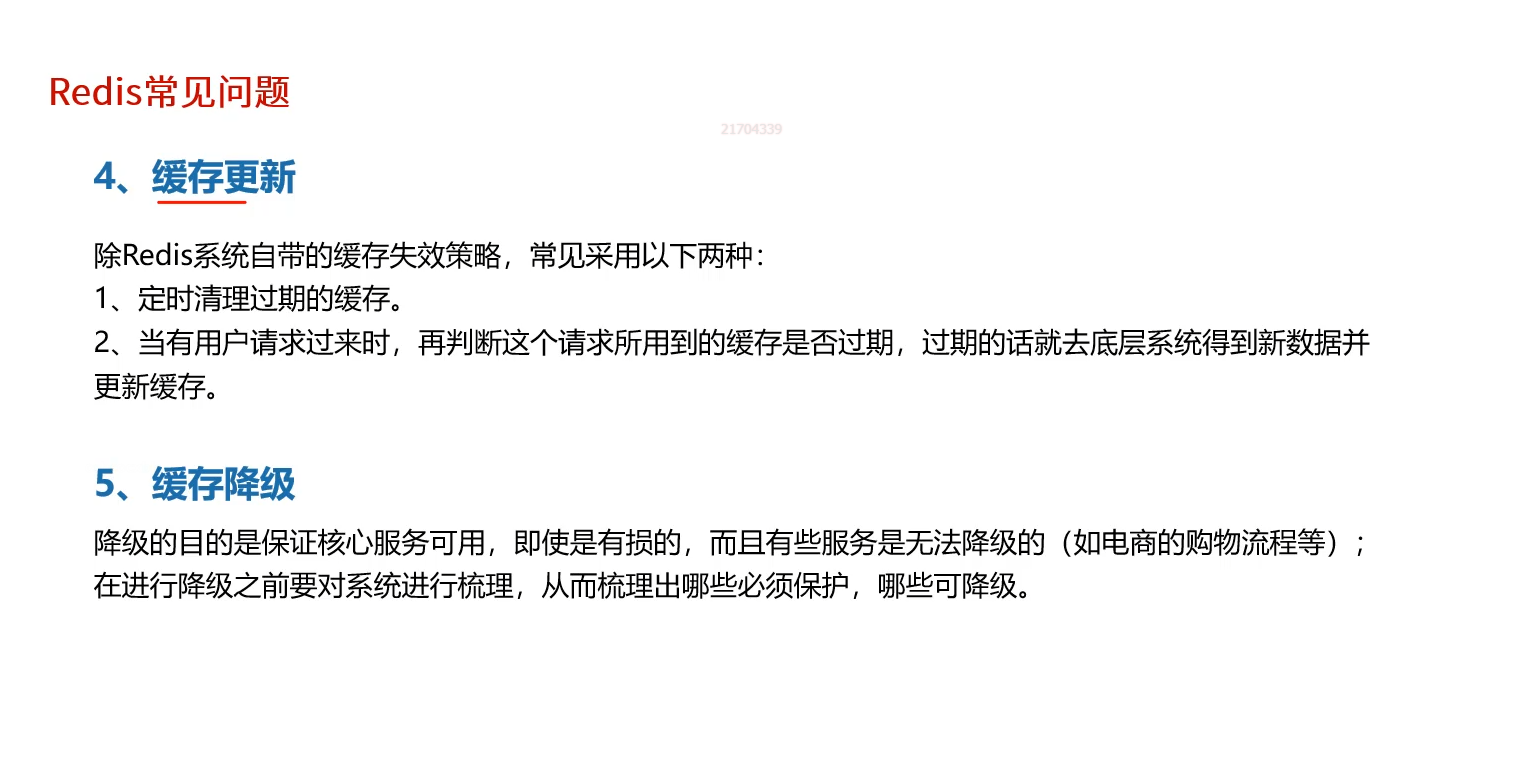 Redis常见问题
21704339
4、缓存更新
除Redis系统自带的缓存失效策略，常见采用以下两种：
1、定时清理过期的缓存。
2、当有用户请求过来时，再判断这个请求所用到的缓存是否过期，过期的话就去底层系统得到新数据并
更新缓存。
5、缓存降级
降级的目的是保证核心服务可用，即使是有损的，而且有些服务是无法降级的（如电商的购物流程等）；
在进行降级之前要对系统进行梳理，从而梳理出哪些必须保护，哪些可降级。